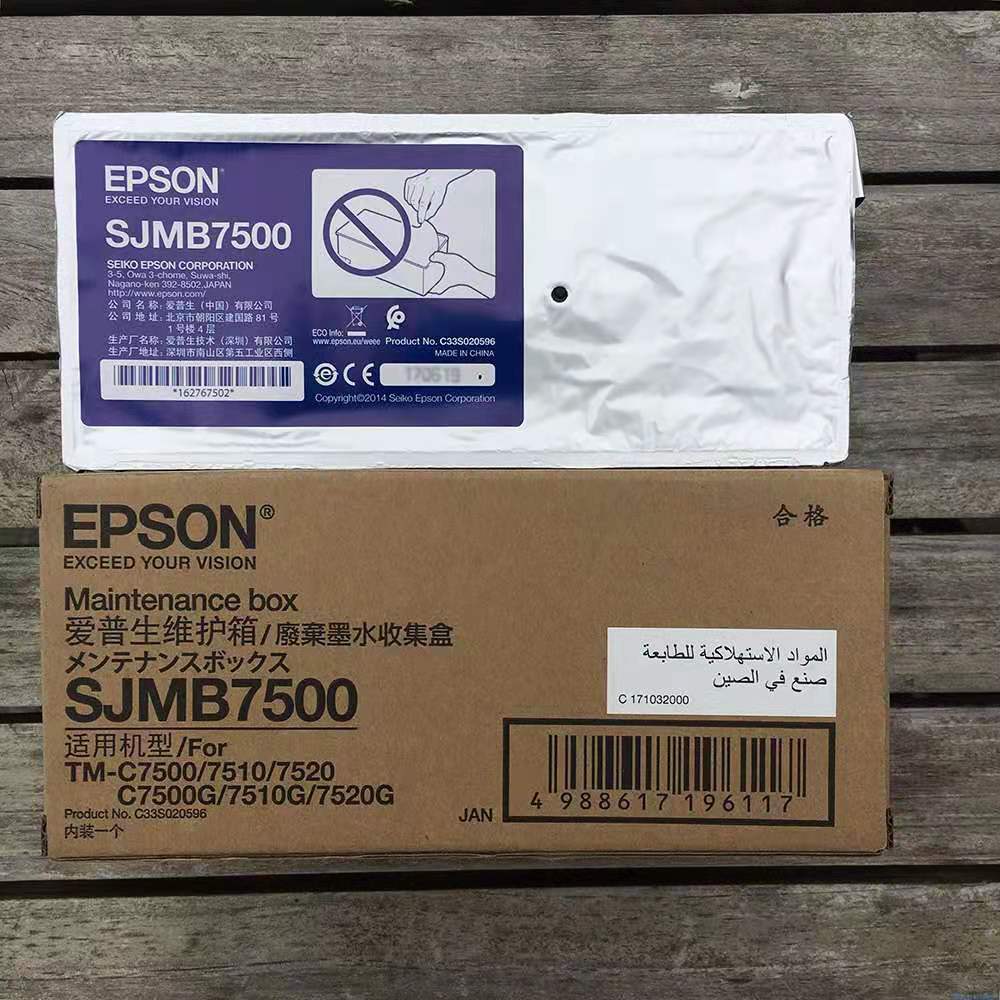 EPSON
EXCEED YOUR VISION
SJMB7500
SEIKO EPSON CORPORATION
3-5, Owa 3-chome, Suwa-shi,
Nagano-ken 392-8502,JAPAN
http://www.epson.com/
公司名称: 爱普生 (中国) 有限公司
公司地址: 北京市朝阳区建国路 81 号
1 号楼 4 层
生产厂名称: 爱普生技术 (深圳) 有限公司
生产厂地址: 深圳市南山区第五工业区西侧
*162767502*
ECO Info:
www.epson.eu/weee
Product No. C33S020596
MADE IN CHINA
CE
170619
Copyright©2014 Seiko Epson Corporation
EPSON®
EXCEED YOUR VISION
合格
Maintenance box
爱普生维护箱/廢棄墨水收集盒
メンテナンスボックス
SJMB7500
适用机型/For
TM-C7500/7510/7520
C7500G/7510G/7520G
Product No. C33S020596
内装一个
المواد الاستهلاكية للطابعة
صنع في الصين
C 171032000
JAN
4 988617 196117